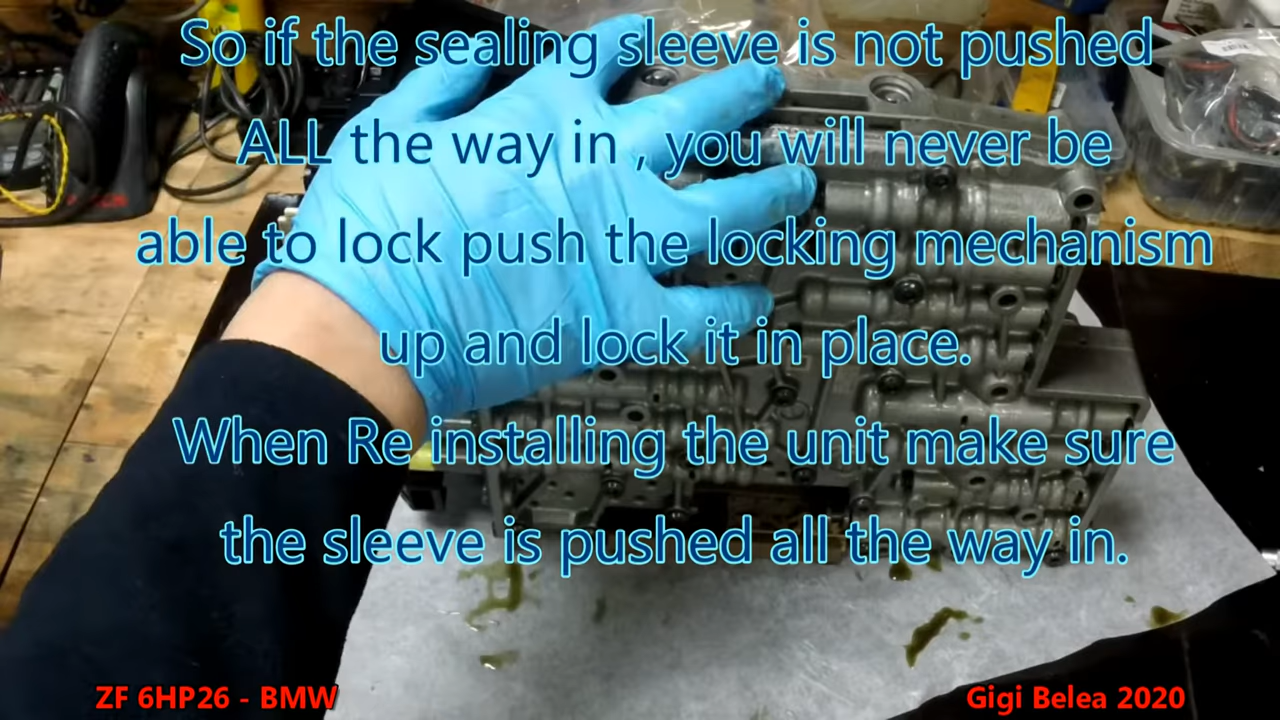 So if the sealing sleeve is not pushed
ALL the way in , you will never be
able to lock push the locking mechanism
up and lock it in place.
When Re installing the unit make sure
the sleeve is pushed all the way in.
ZF 6HP26 - BMW
Gigi Belea 2020